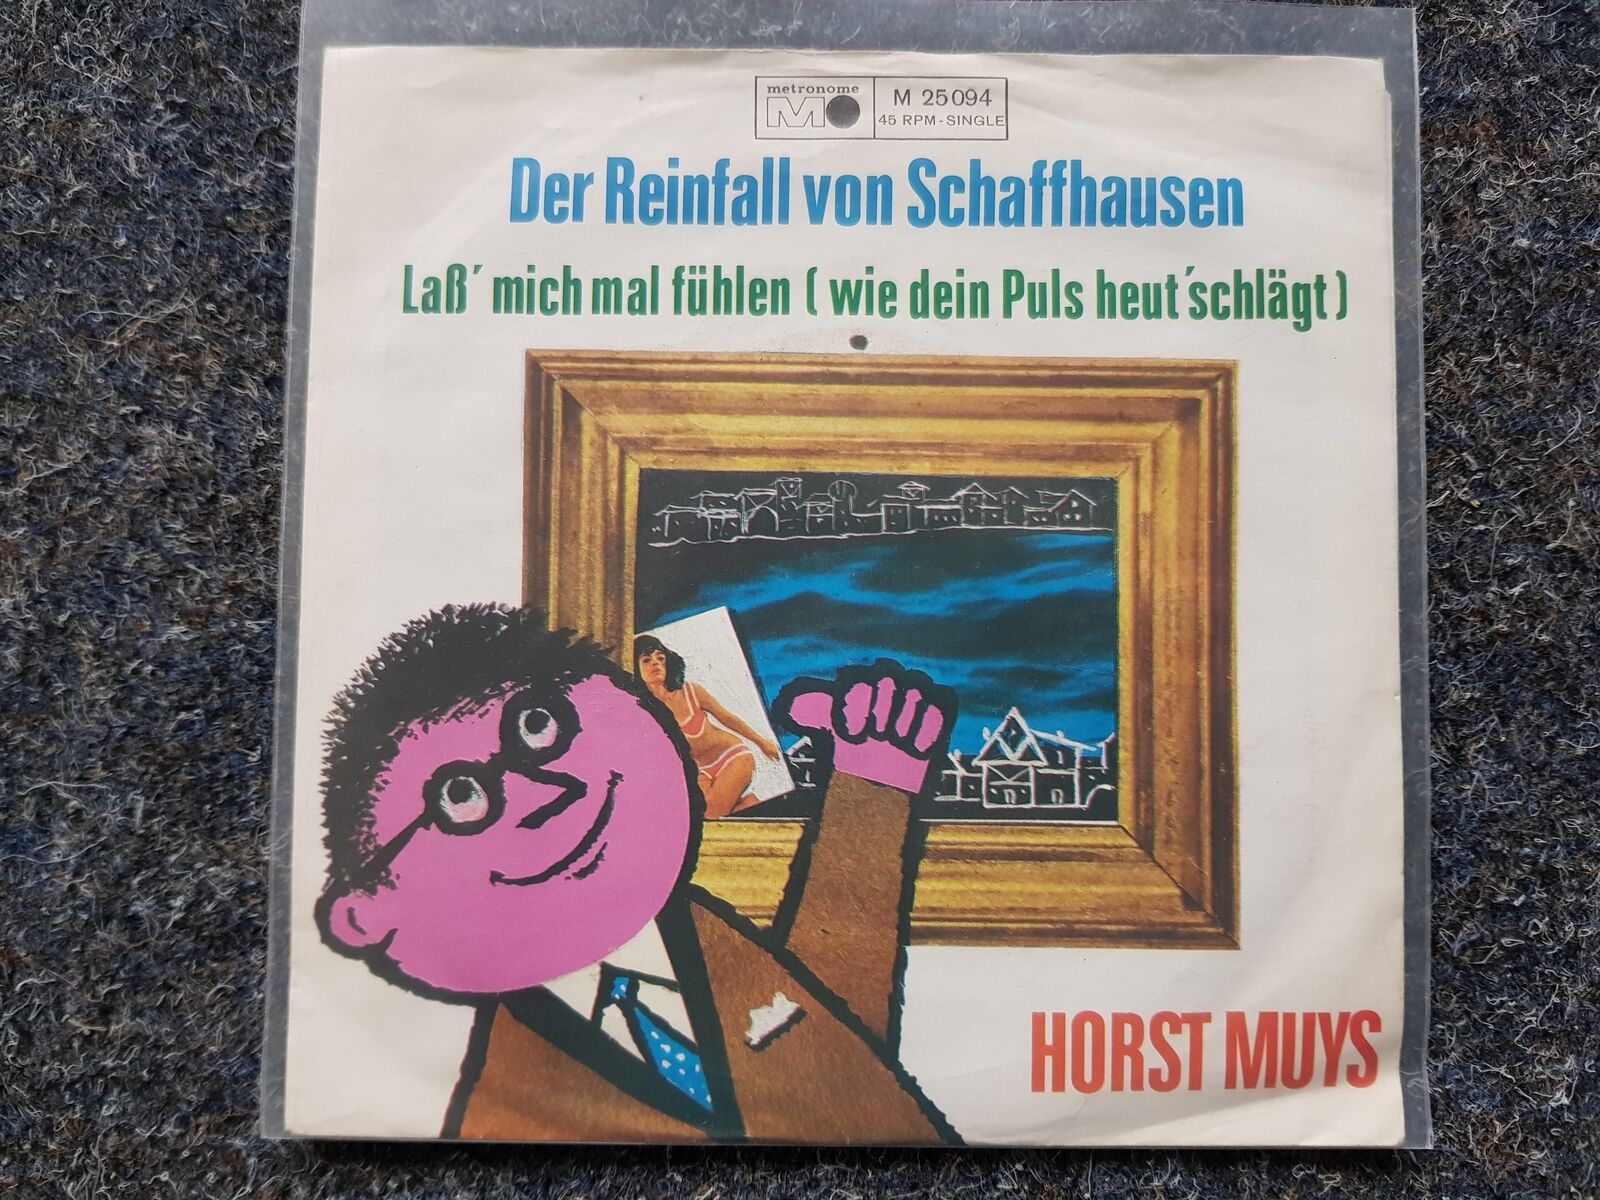 metronome
M 25094
45 RPM-SINGLE
Der Reinfall von Schaffhausen
Laß' mich mal fühlen (wie dein Puls heut' schlägt)
HORST MUYS